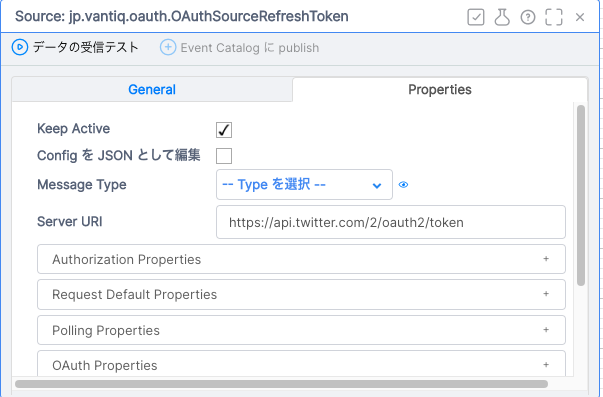 Source: jp.vantiq.oauth.OAuthSourceRefreshToken
データの受信テスト
Event Catalog に publish
General
Properties
Keep Active
Config を JSON として編集
Message Type
-- Type を選択 --
Server URI
https://api.twitter.com/2/oauth2/token
Authorization Properties
Request Default Properties
Polling Properties
OAuth Properties